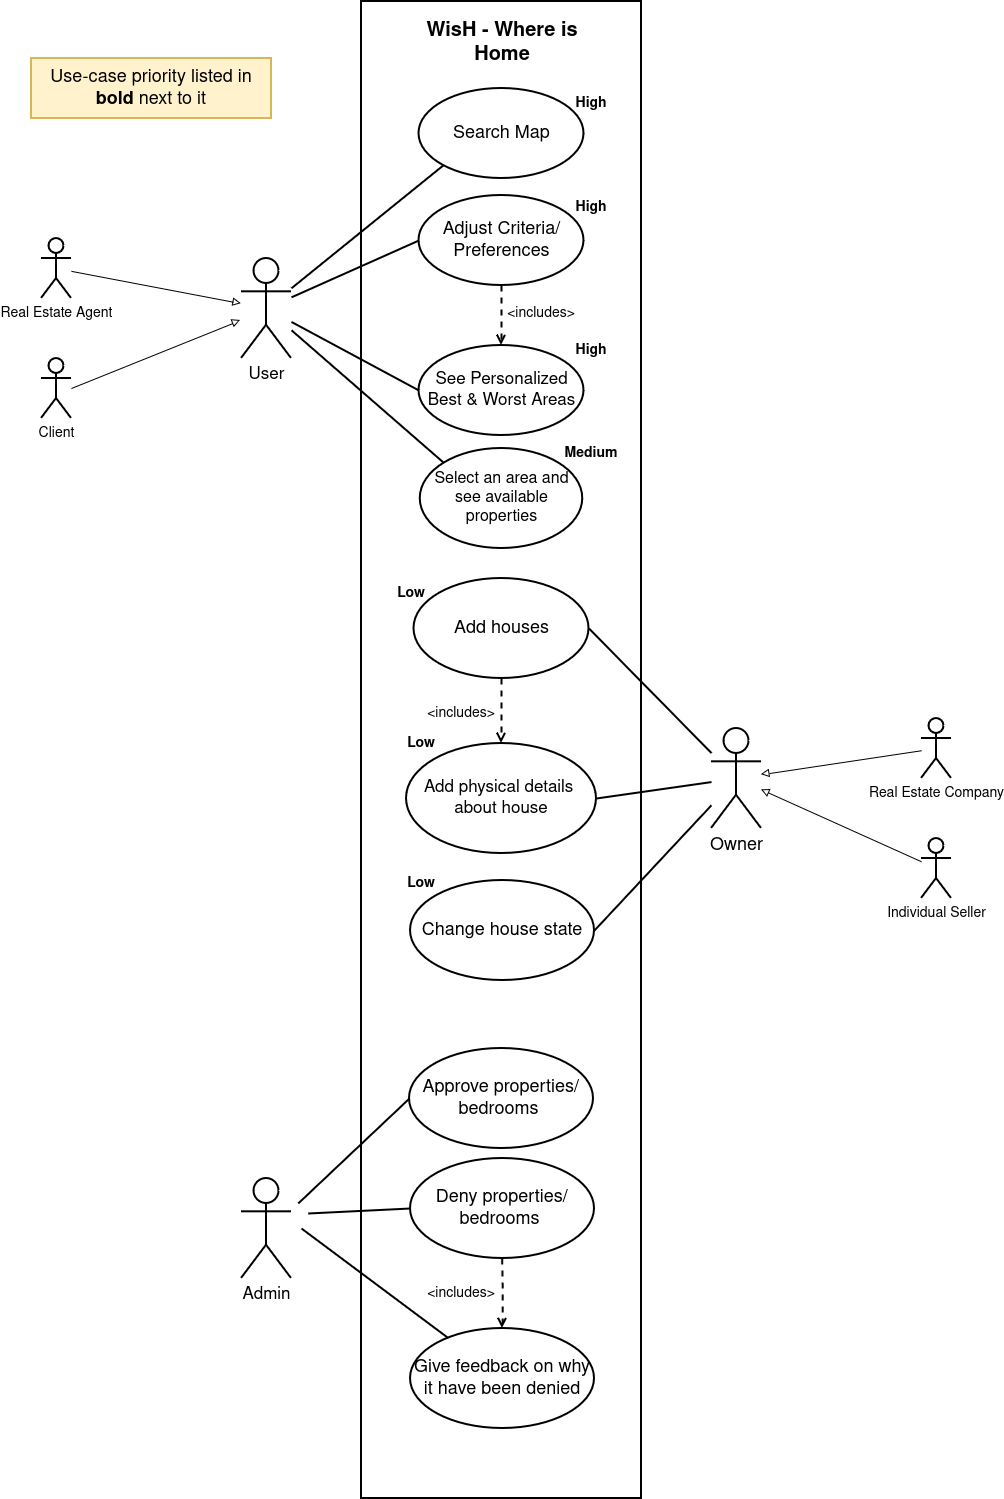 WisH - Where is
Home
Use-case priority listed in
bold next to it
High
Search Map
High
Adjust Criteria/
Preferences
<includes>
Real Estate Agent
User
Client
High
See Personalized
Best & Worst Areas
Medium
Select an area and
see available
properties
Low
Add houses
<includes>
Low
Add physical details
about house
Owner
Real Estate Company
Individual Seller
Low
Change house state
Approve properties/
bedrooms
Deny properties/
bedrooms
Admin
<includes>
Give feedback on why
it have been denied